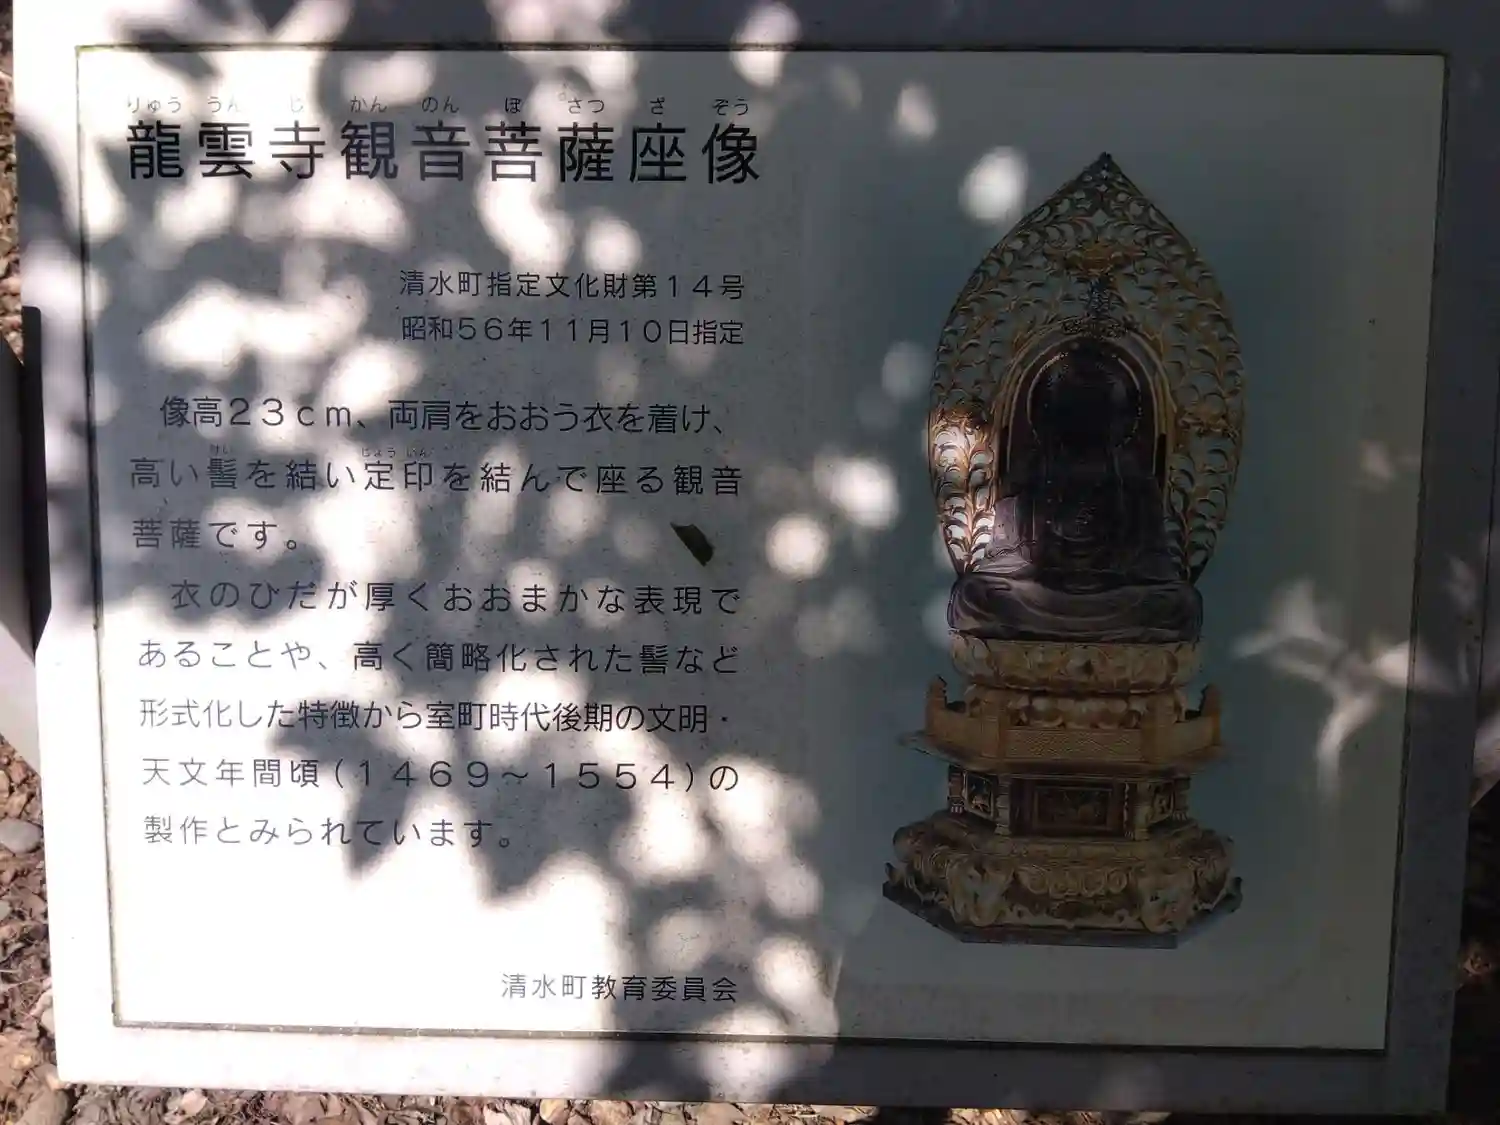 りゅう うん じ かん のん ぼ さつ ざ ぞう
龍雲寺観音菩薩座像
清水町指定文化財第14号
昭和56年11月10日指定
像高23cm、両肩をおおう衣を着け、
けい じょう いん
高い髻を結い定印を結んで座る観音
菩薩です。
衣のひだが厚くおおまかな表現で
あることや、高く簡略化された髻など
形式化した特徴から室町時代後期の文明・
天文年間頃(1469~1554)の
製作とみられています。
清水町教育委員会